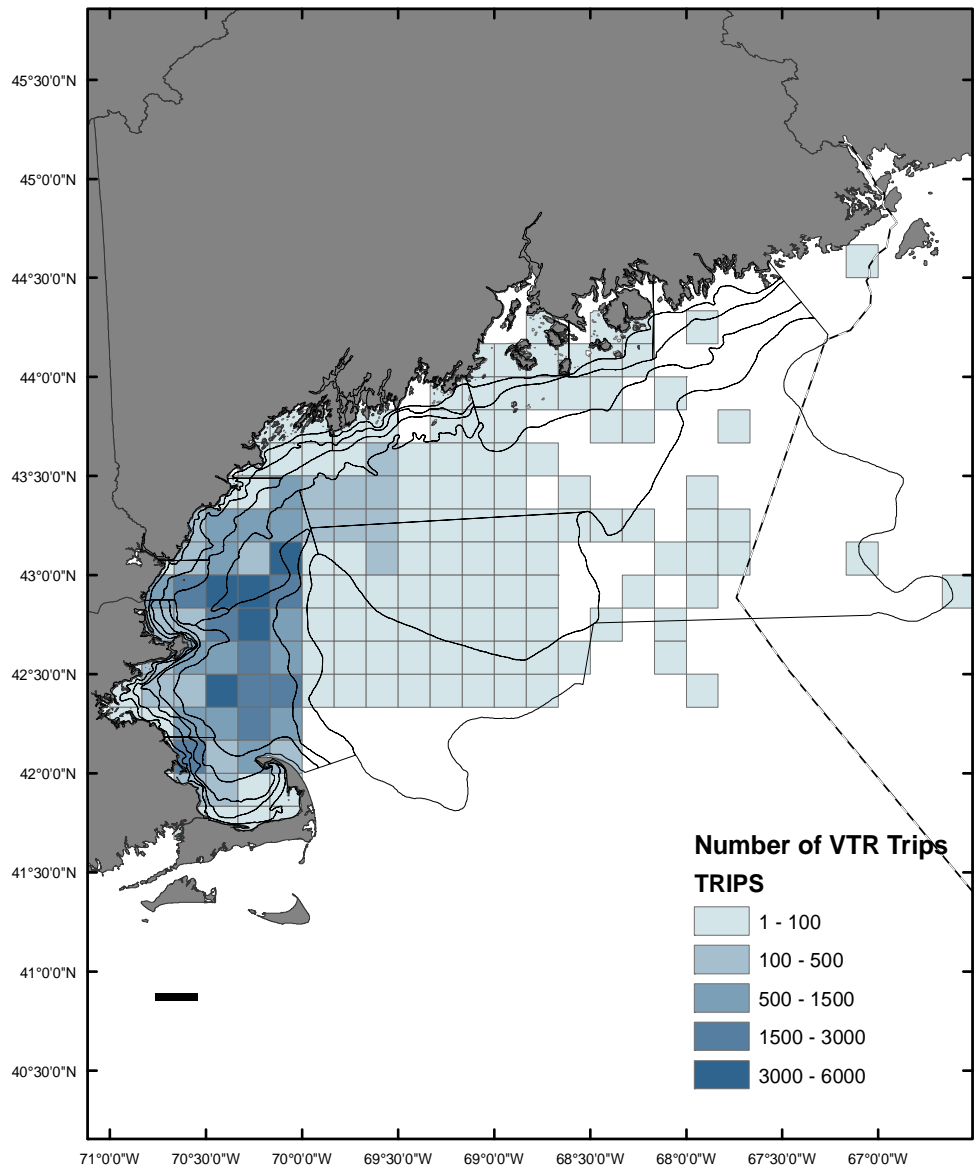 45°30'0"N
45°0'0"N
44°30'0"N
44°0'0"N
43°30'0"N
43°0'0"N
42°30'0"N
42°0'0"N
41°30'0"N
41°0'0"N
40°30'0"N
Number of VTR Trips
TRIPS
1 - 100
100 - 500
500 - 1500
1500 - 3000
3000 - 6000
71°0'0"W 70°30'0"W 70°0'0"W 69°30'0"W 69°0'0"W 68°30'0"W 68°0'0"W 67°30'0"W 67°0'0"W